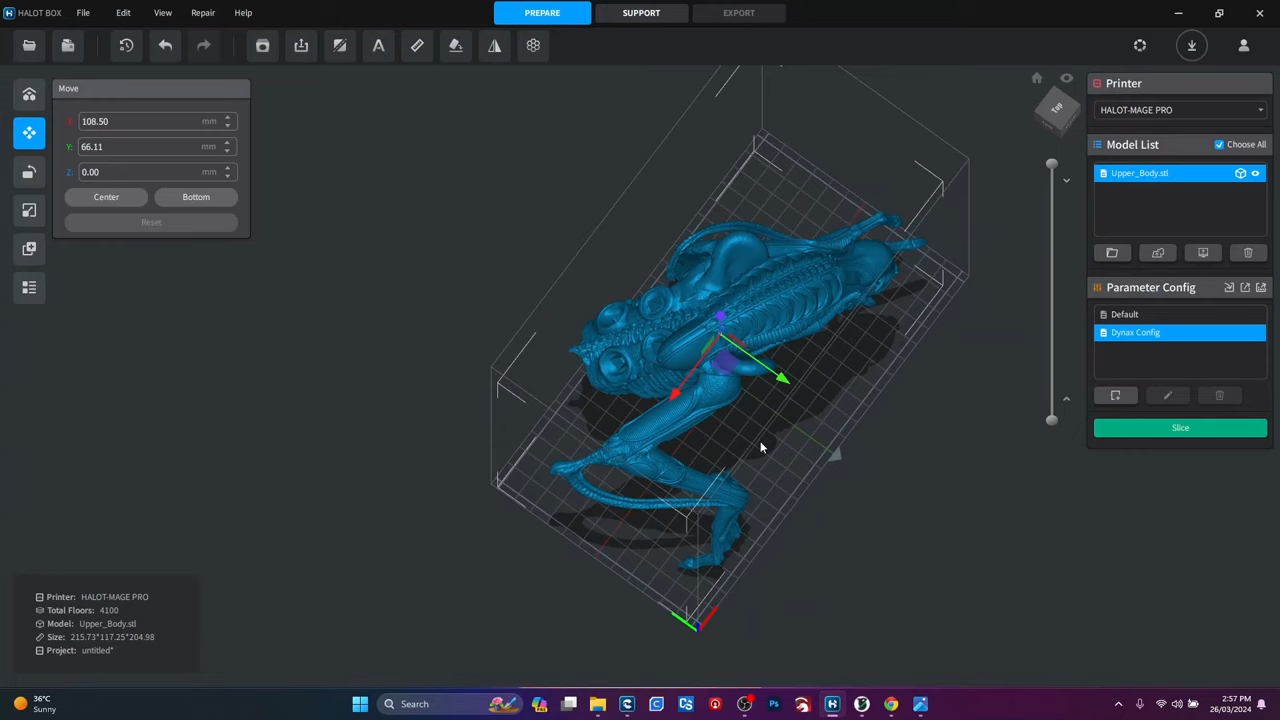 HALOT BOX File Edit View Repair Help PREPARE SUPPORT EXPORT
Move
X: 108.50 mm
Y: 66.11 mm
Z: 0.00 mm
Center Bottom
Reset
Top
Printer
HALOT-MAGE PRO
Model List Choose All
Upper_Body.stl
Parameter Config
Default
Dynax Config
Slice
Printer: HALOT-MAGE PRO
Total Floors: 4100
Model: Upper_Body.stl
Size: 215.73*117.25*204.98
Project: untitled*
36°C
Sunny
Search
2:57 PM
26/03/2024